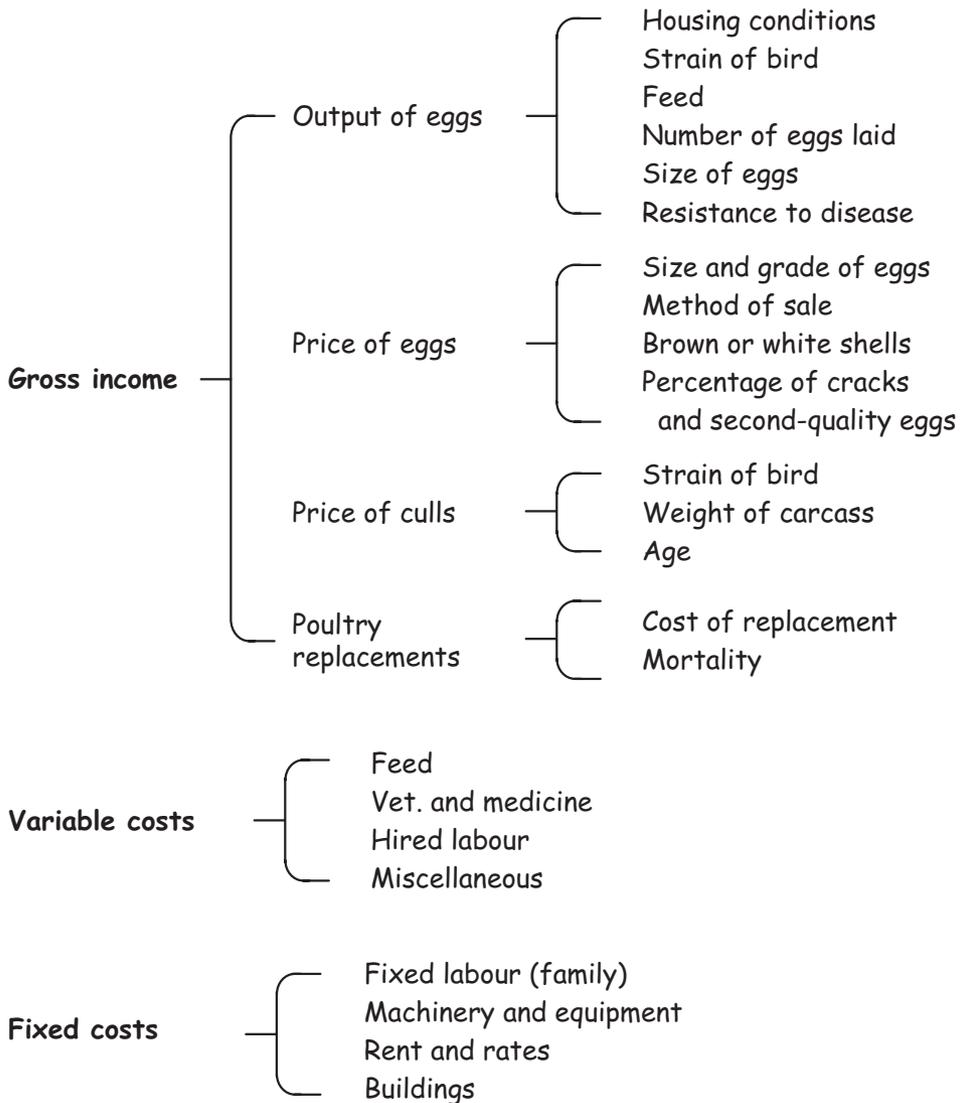 Housing conditions
Strain of bird
Feed
Output of eggs
Number of eggs laid
Size of eggs
Resistance to disease
Size and grade of eggs
Method of sale
Price of eggs
Brown or white shells
Gross income
Percentage of cracks
and second-quality eggs
Strain of bird
Price of culls
Weight of carcass
Age
Poultry
replacements
Cost of replacement
Mortality
Feed
Vet. and medicine
Variable costs
Hired labour
Miscellaneous
Fixed labour (family)
Machinery and equipment
Fixed costs
Rent and rates
Buildings